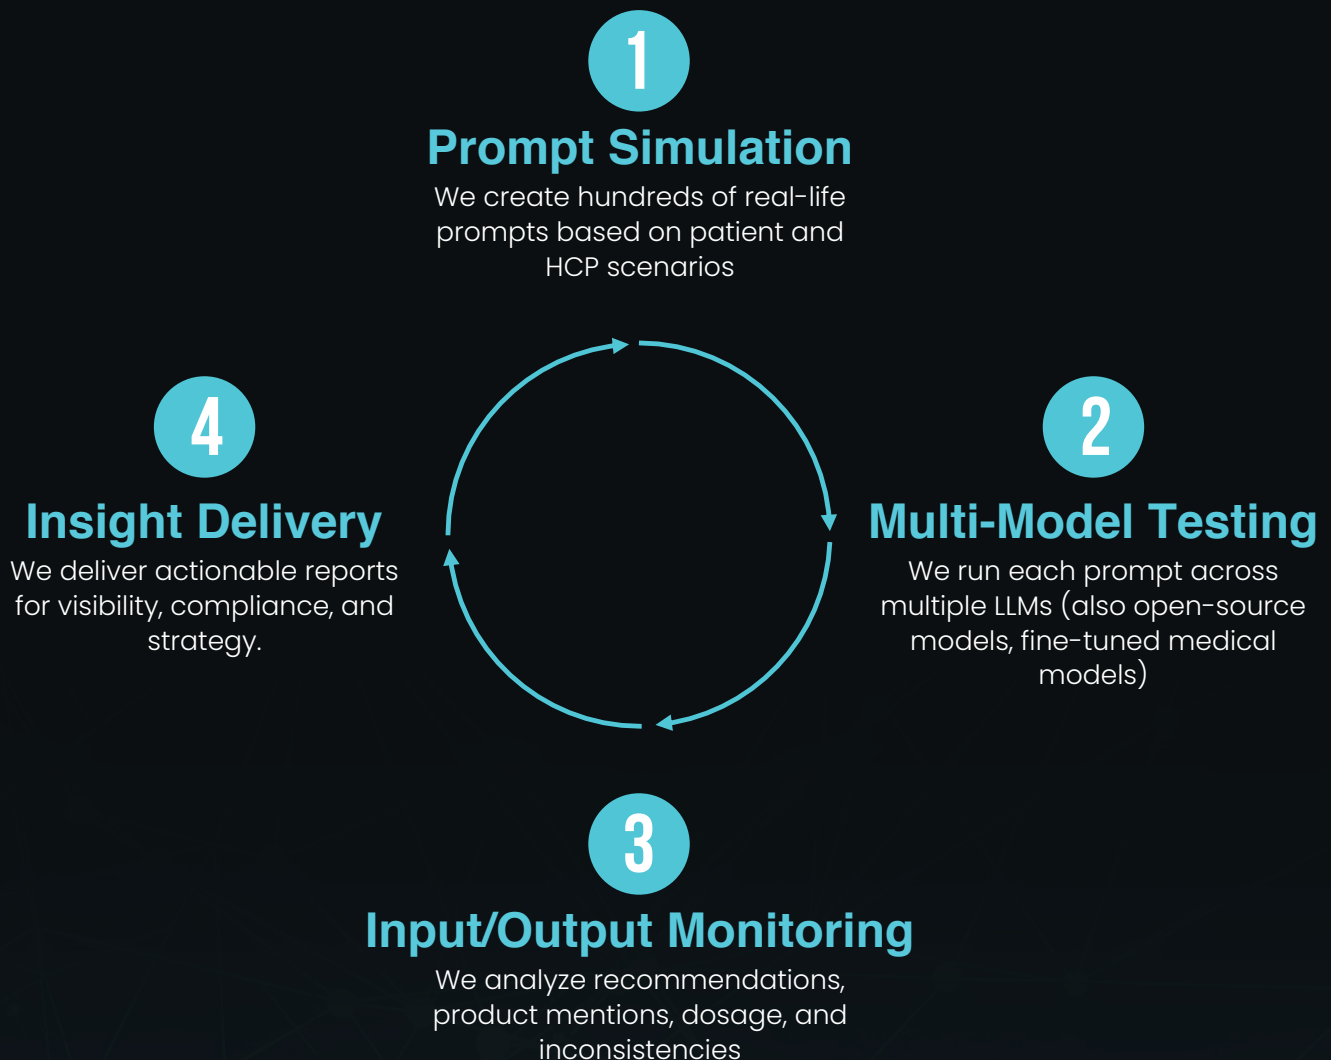 1
Prompt Simulation
We create hundreds of real-life
prompts based on patient and
HCP scenarios
2
Multi-Model Testing
We run each prompt across
multiple LLMs (also open-source
models, fine-tuned medical
models)
3
Input/Output Monitoring
We analyze recommendations,
product mentions, dosage, and
inconsistencies
4
Insight Delivery
We deliver actionable reports
for visibility, compliance, and
strategy.